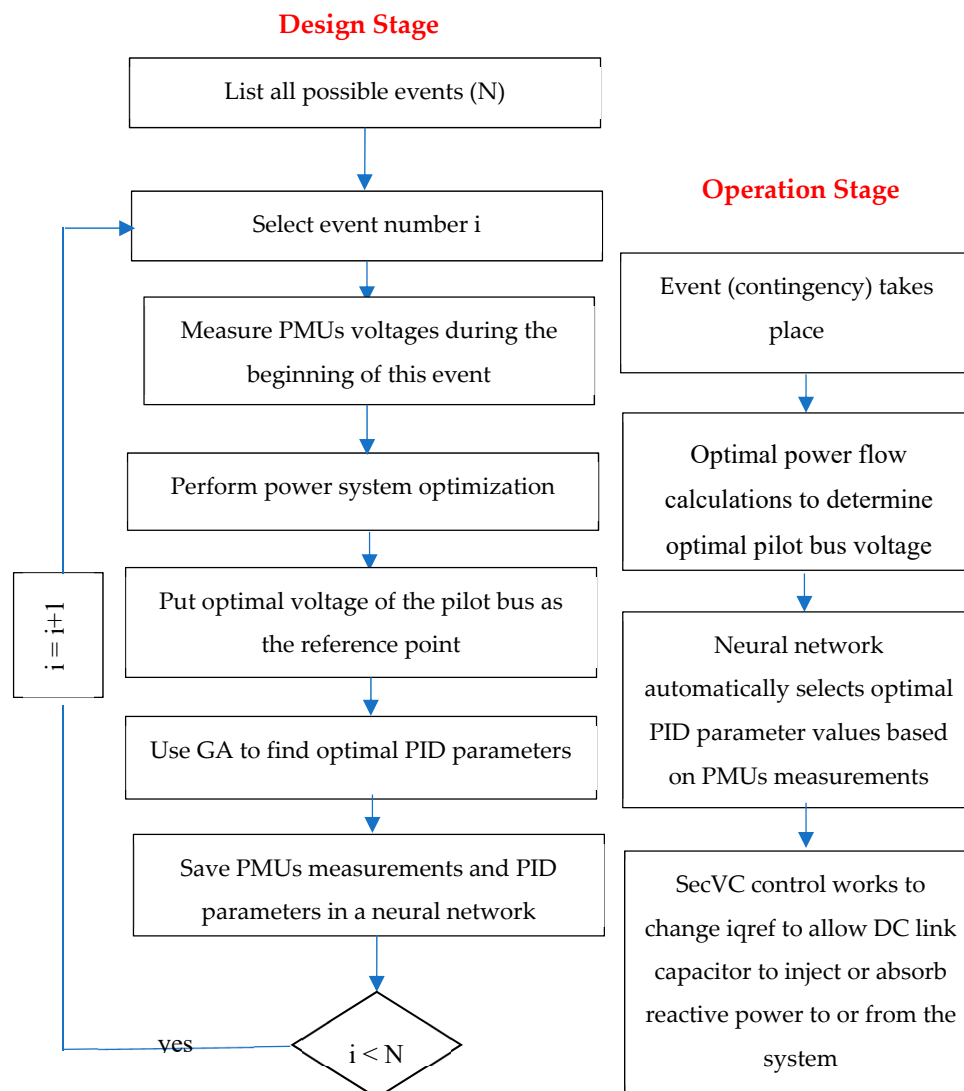 Design Stage
List all possible events (N)
Select event number i
Measure PMUs voltages during the
beginning of this event
Perform power system optimization
Put optimal voltage of the pilot bus as
the reference point
Use GA to find optimal PID parameters
Save PMUs measurements and PID
parameters in a neural network
i < N
yes
i = i+1
Operation Stage
Event (contingency) takes
place
Optimal power flow
calculations to determine
optimal pilot bus voltage
Neural network
automatically selects optimal
PID parameter values based
on PMUs measurements
SecVC control works to
change iqref to allow DC link
capacitor to inject or absorb
reactive power to or from the
system